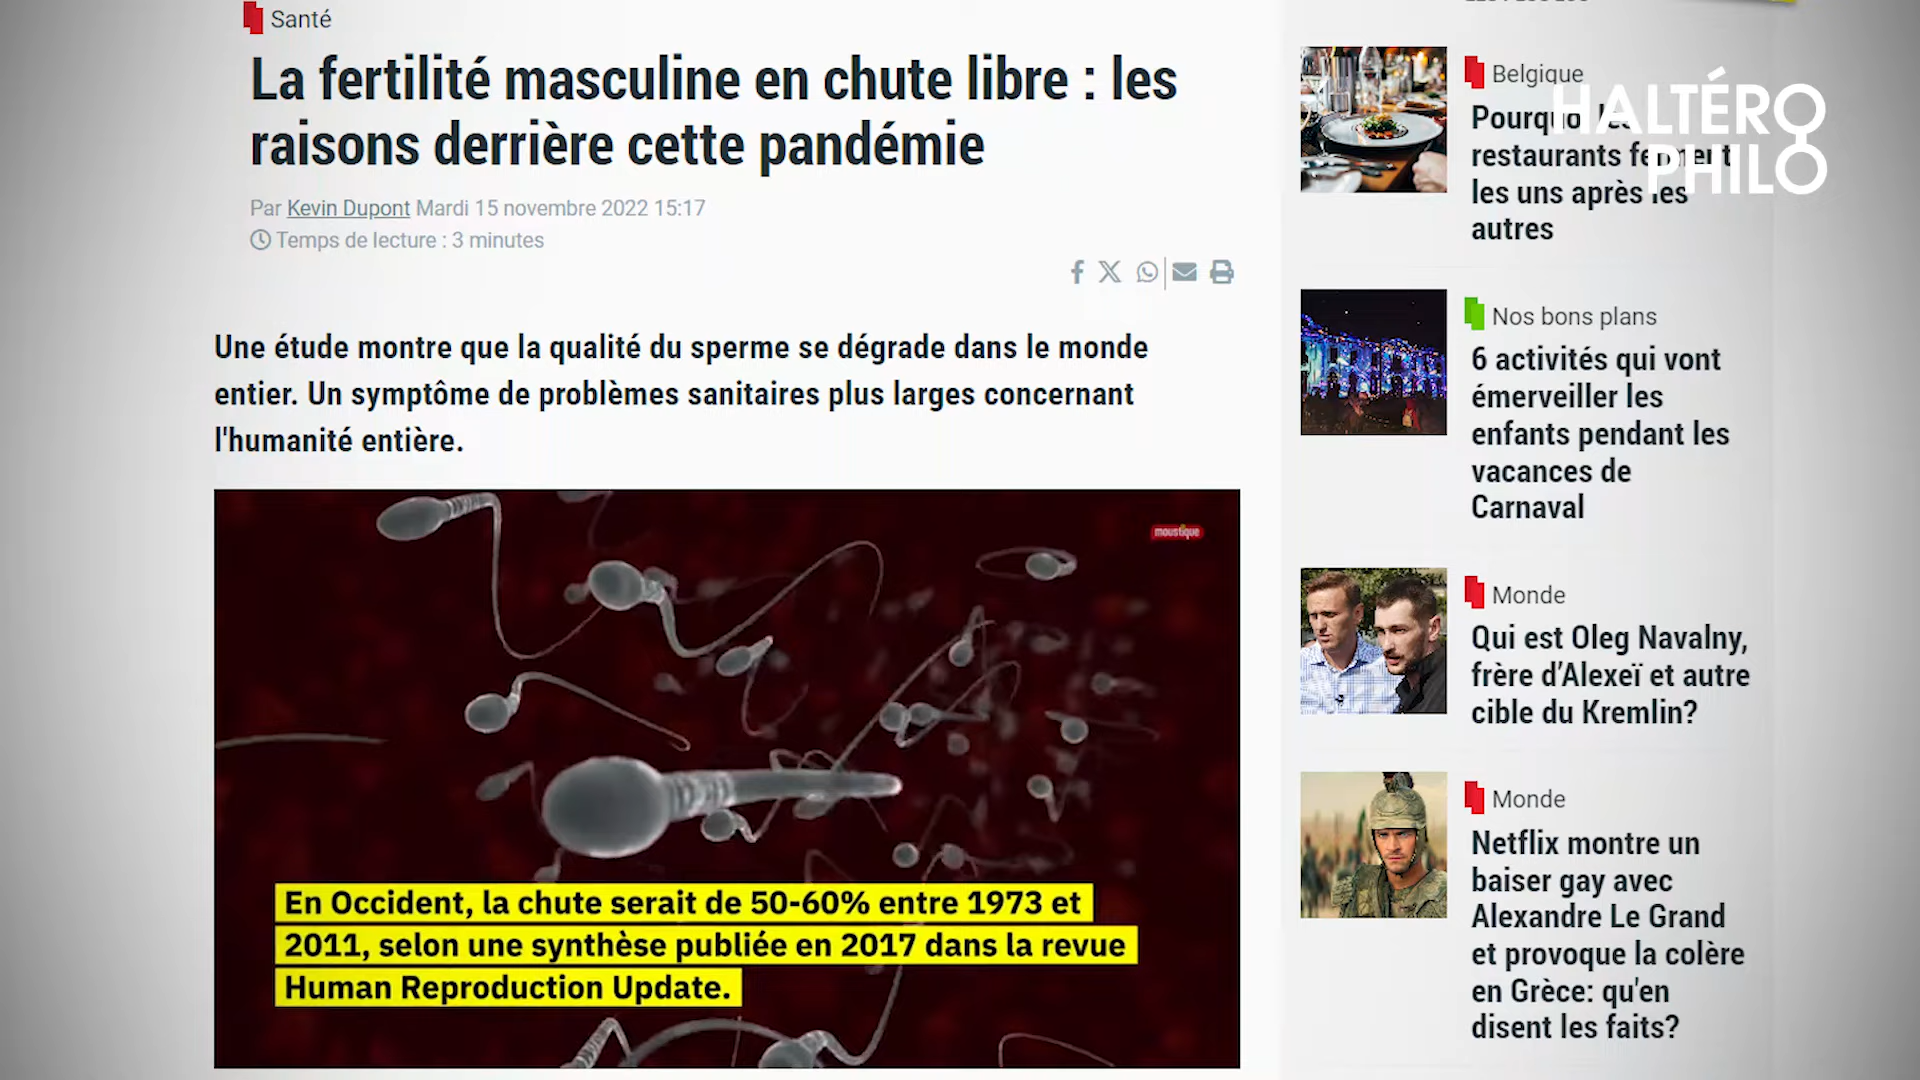 Santé
La fertilité masculine en chute libre : les
raisons derrière cette pandémie
Par Kevin Dupont Mardi 15 novembre 2022 15:17
Temps de lecture : 3 minutes
Une étude montre que la qualité du sperme se dégrade dans le monde
entier. Un symptôme de problèmes sanitaires plus larges concernant
l'humanité entière.
moustique
En Occident, la chute serait de 50-60% entre 1973 et
2011, selon une synthèse publiée en 2017 dans la revue
Human Reproduction Update.
HALTÉRO
PHILO
Belgique
Pourquoi les
restaurants ferment
les uns après les
autres
Nos bons plans
6 activités qui vont
émerveiller les
enfants pendant les
vacances de
Carnaval
Monde
Qui est Oleg Navalny,
frère d'Alexeï et autre
cible du Kremlin?
Monde
Netflix montre un
baiser gay avec
Alexandre Le Grand
et provoque la colère
en Grèce: qu'en
disent les faits?